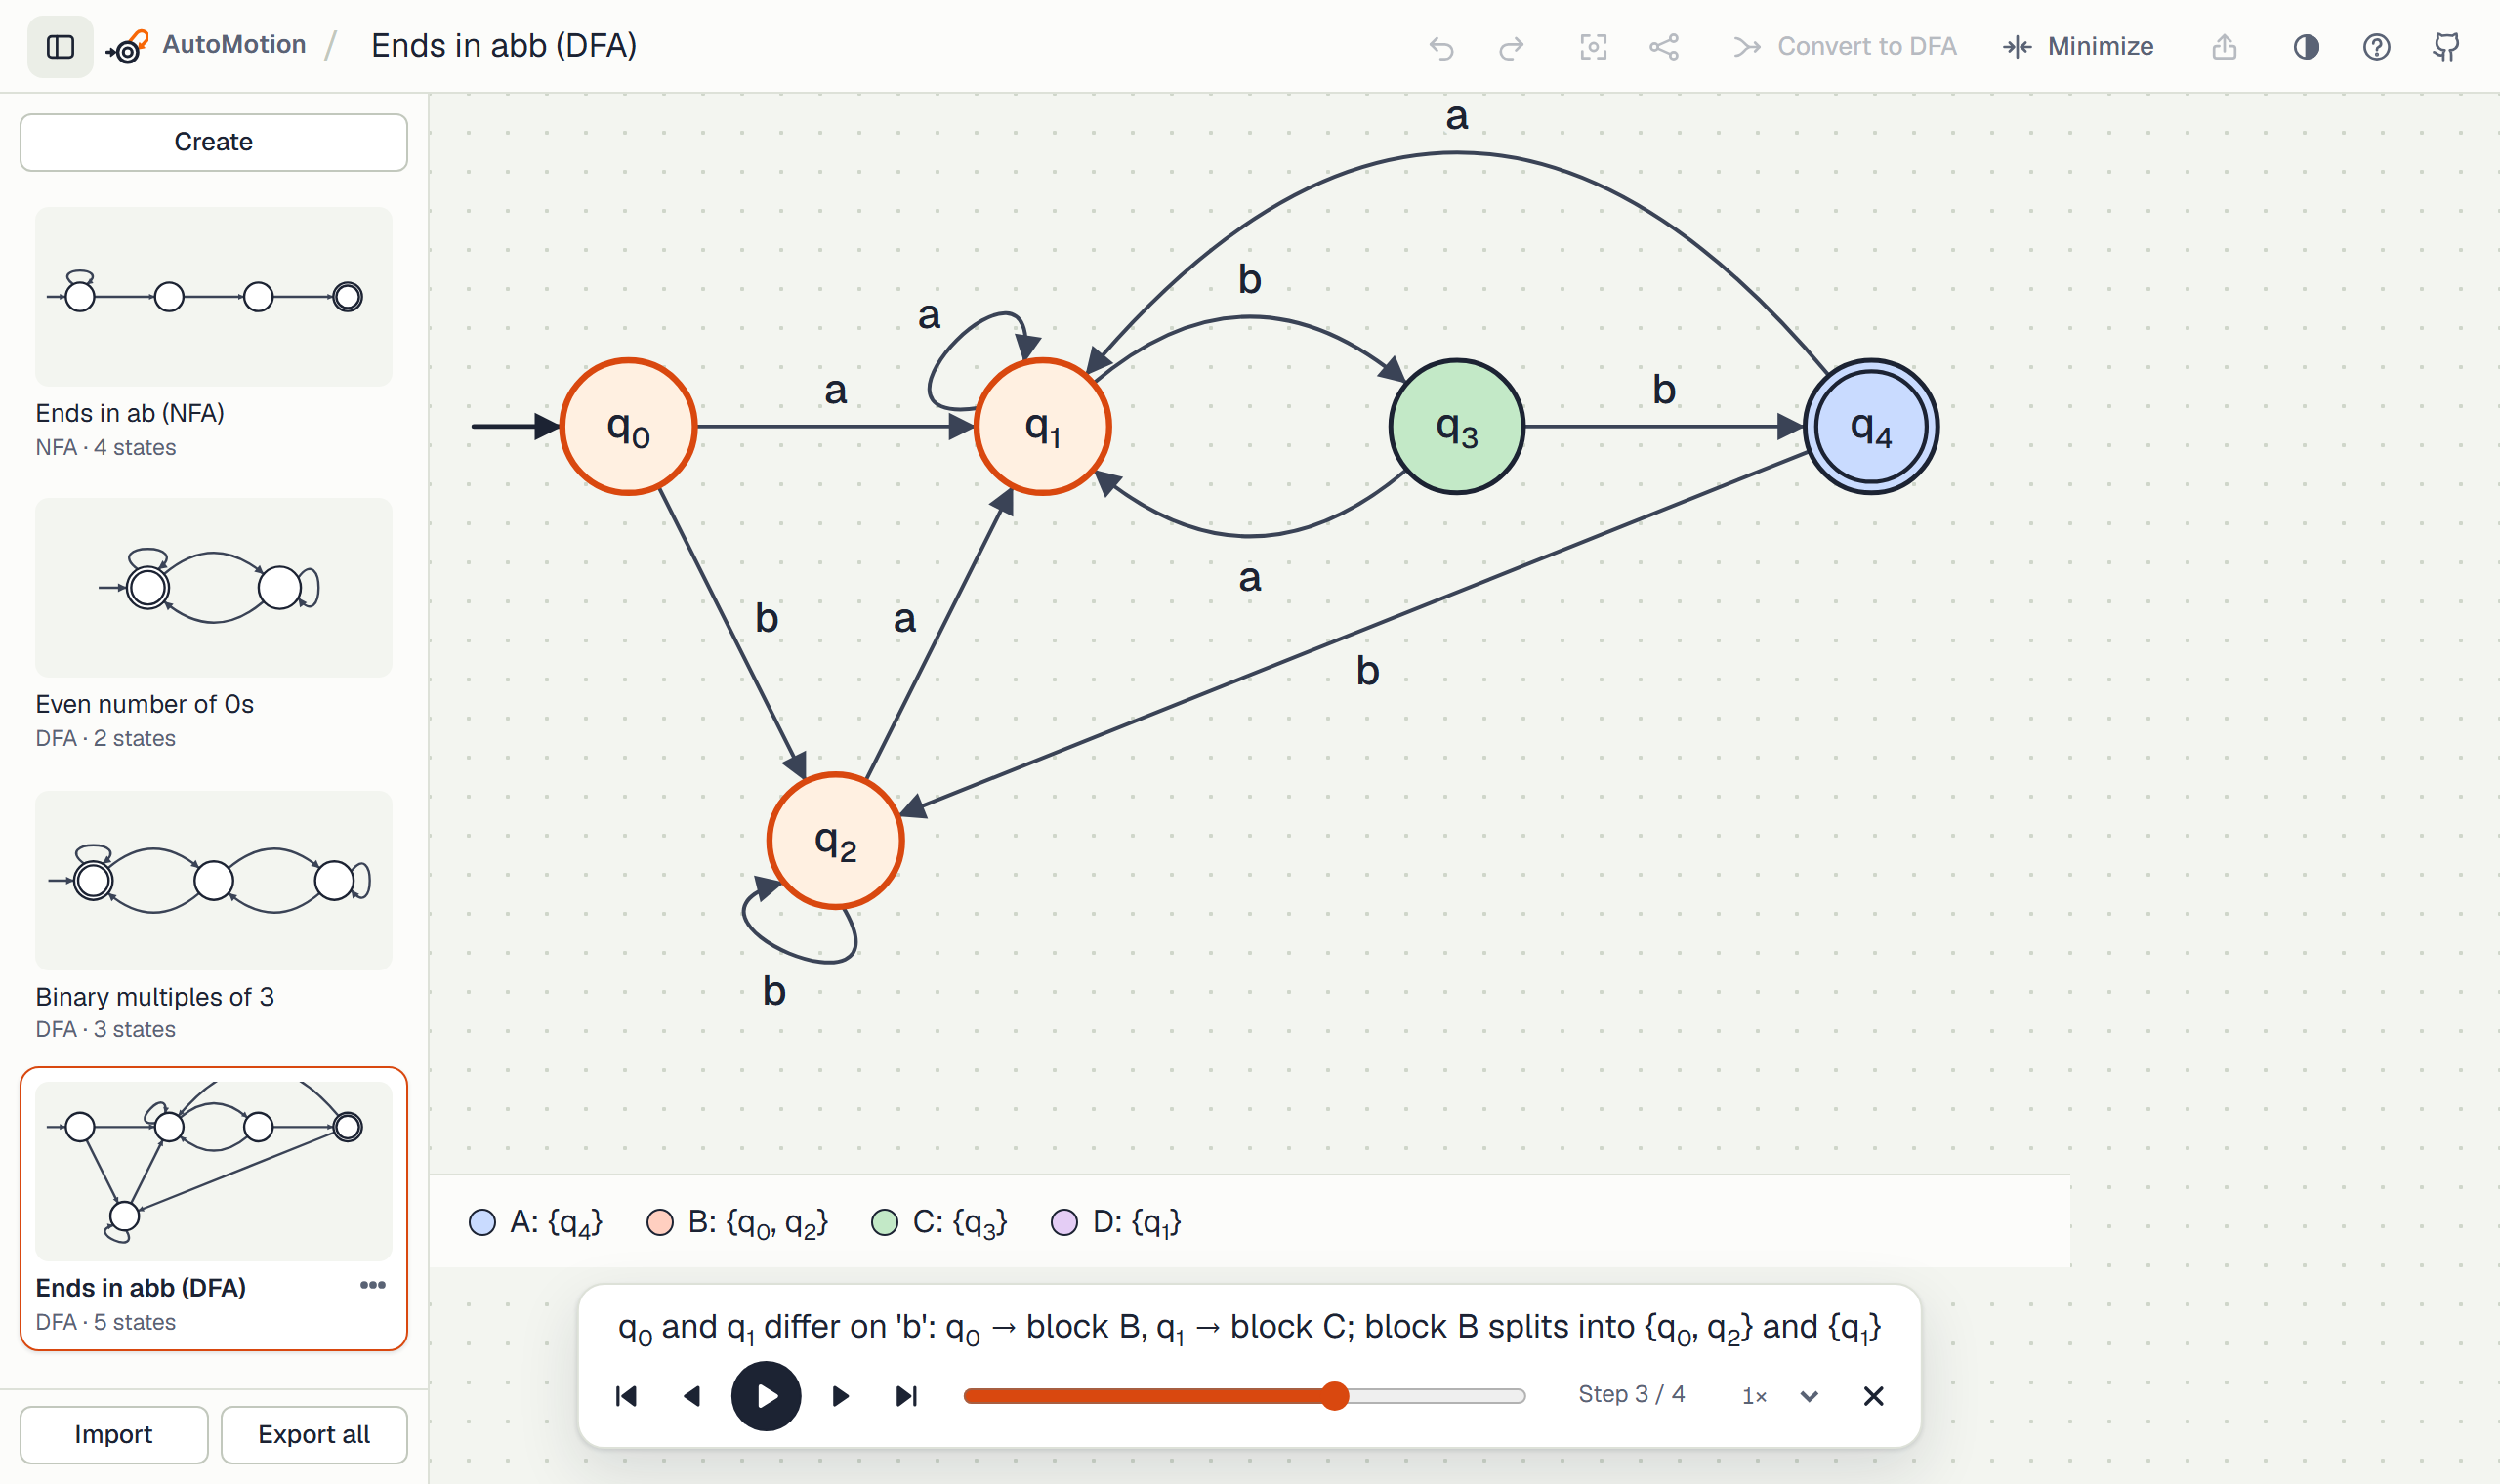 AutoMotion / Ends in abb (DFA)
Convert to DFA
Minimize
Create
Ends in ab (NFA)
NFA · 4 states
Even number of 0s
DFA · 2 states
Binary multiples of 3
DFA · 3 states
Ends in abb (DFA)
DFA · 5 states
Import
Export all
a
b
a
a
b
q0
q1
q3
q4
a
b
a
b
q2
b
A: {q4}
B: {q0, q2}
C: {q3}
D: {q1}
q0 and q1 differ on 'b': q0 → block B, q1 → block C; block B splits into {q0, q2} and {q1}
Step 3 / 4
1×